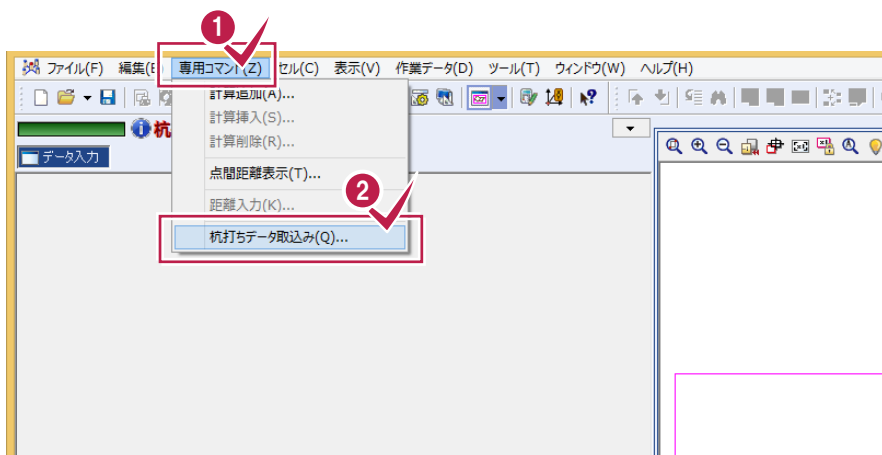 1
ファイル(F) 編集(E) 専用コマンド(Z) セル(C) 表示(V) 作業データ(D) ツール(T) ウィンドウ(W) ヘルプ(H)
計算追加(A)...
計算挿入(S)...
杭
計算削除(R)...
データ入力
点間距離表示(T)...
2
距離入力(K)...
杭打ちデータ取込み(Q)...